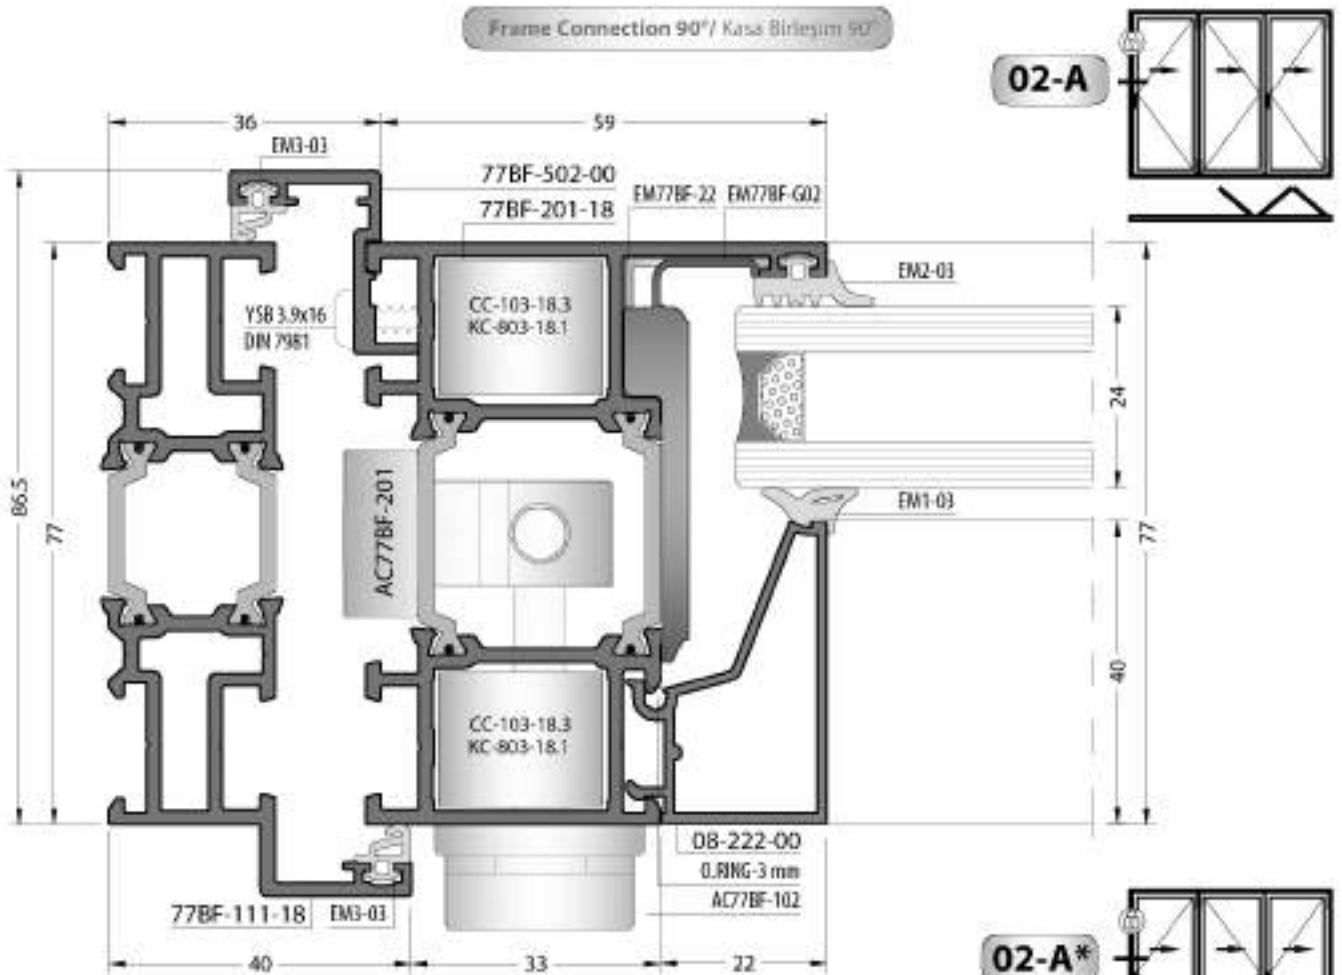 Frame Connection 90°/ Kasa Birleşim 90°
02-A
36
59
EM3-03
77BF-502-00
77BF-201-18
EM77BF-22
EM77BF-G02
EM2-03
YSB 3.9x16
DIN 7981
CC-103-18.3
KC-803-18.1
24
86.5
77
AC77BF-201
EM1-03
77
40
CC-103-18.3
KC-803-18.1
08-222-00
O.RING-3 mm
AC77BF-102
77BF-111-18
EM3-03
40
33
22
02-A*